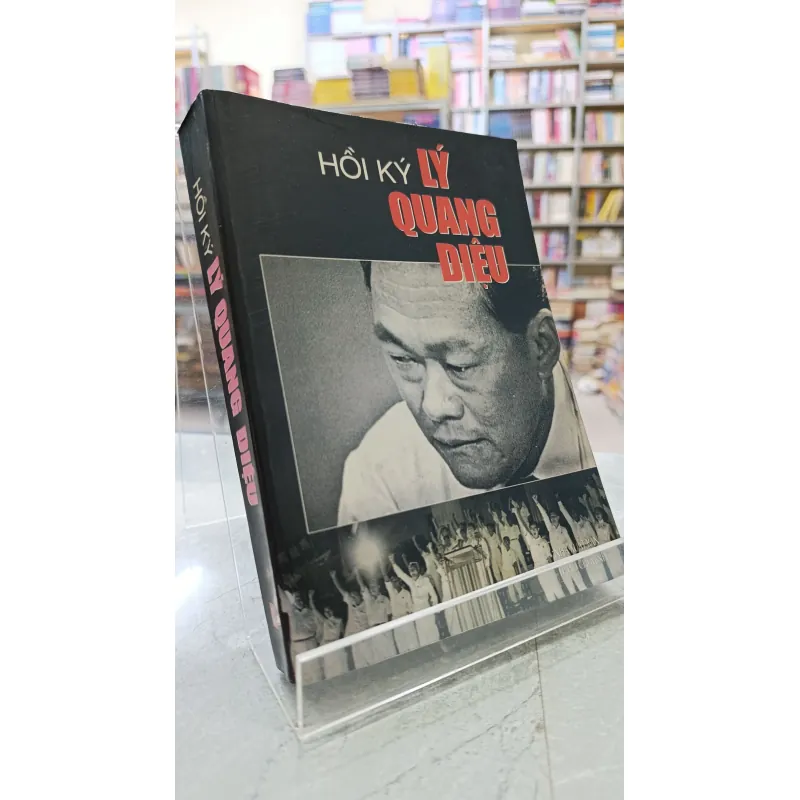 HỒI KÝ LÝ
QUANG
DIỆU
HỒI KÝ LÝ QUANG DIỆU